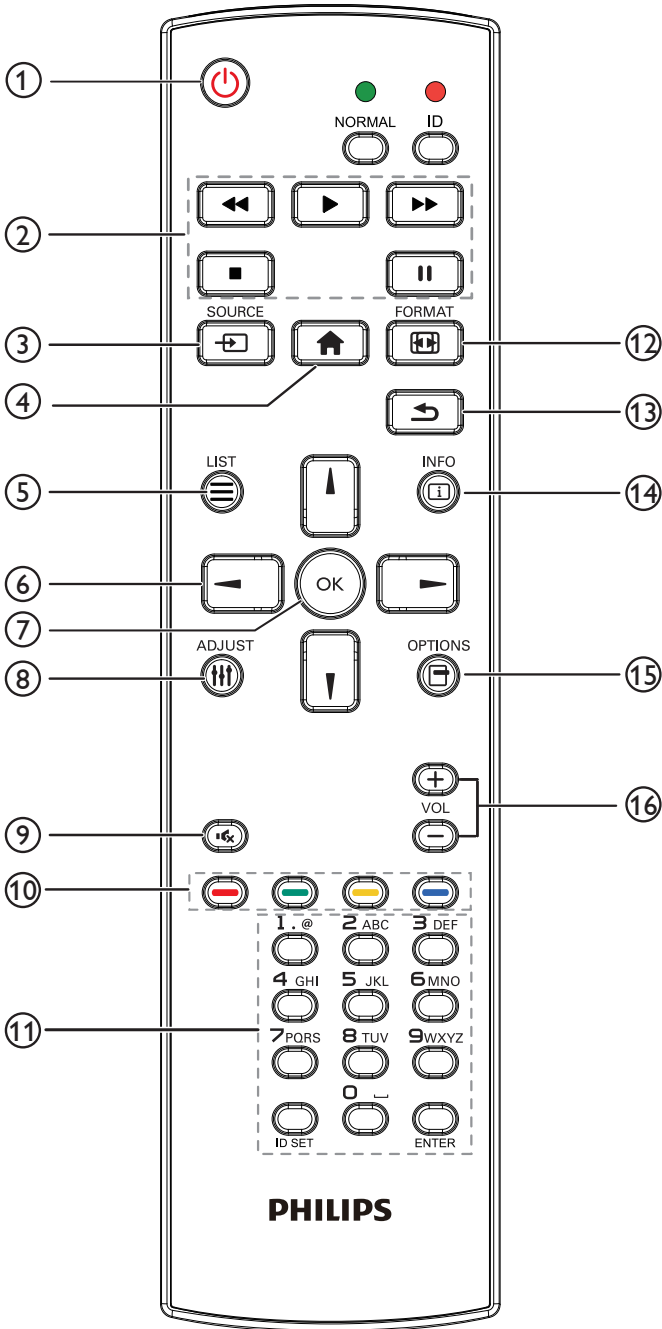 ①
NORMAL ID
②
SOURCE FORMAT
③ ⑫
④
⑬
LIST INFO
⑤ i ⑭
⑥
OK
⑦
ADJUST OPTIONS
⑧ ⑮
+
VOL ⑯
⑨ −
⑩
1 . @ 2 ABC 3 DEF
4 GHI 5 JKL 6 MNO
⑪
7 PQRS 8 TUV 9 WXYZ
0 ⎵
ID SET ENTER
PHILIPS